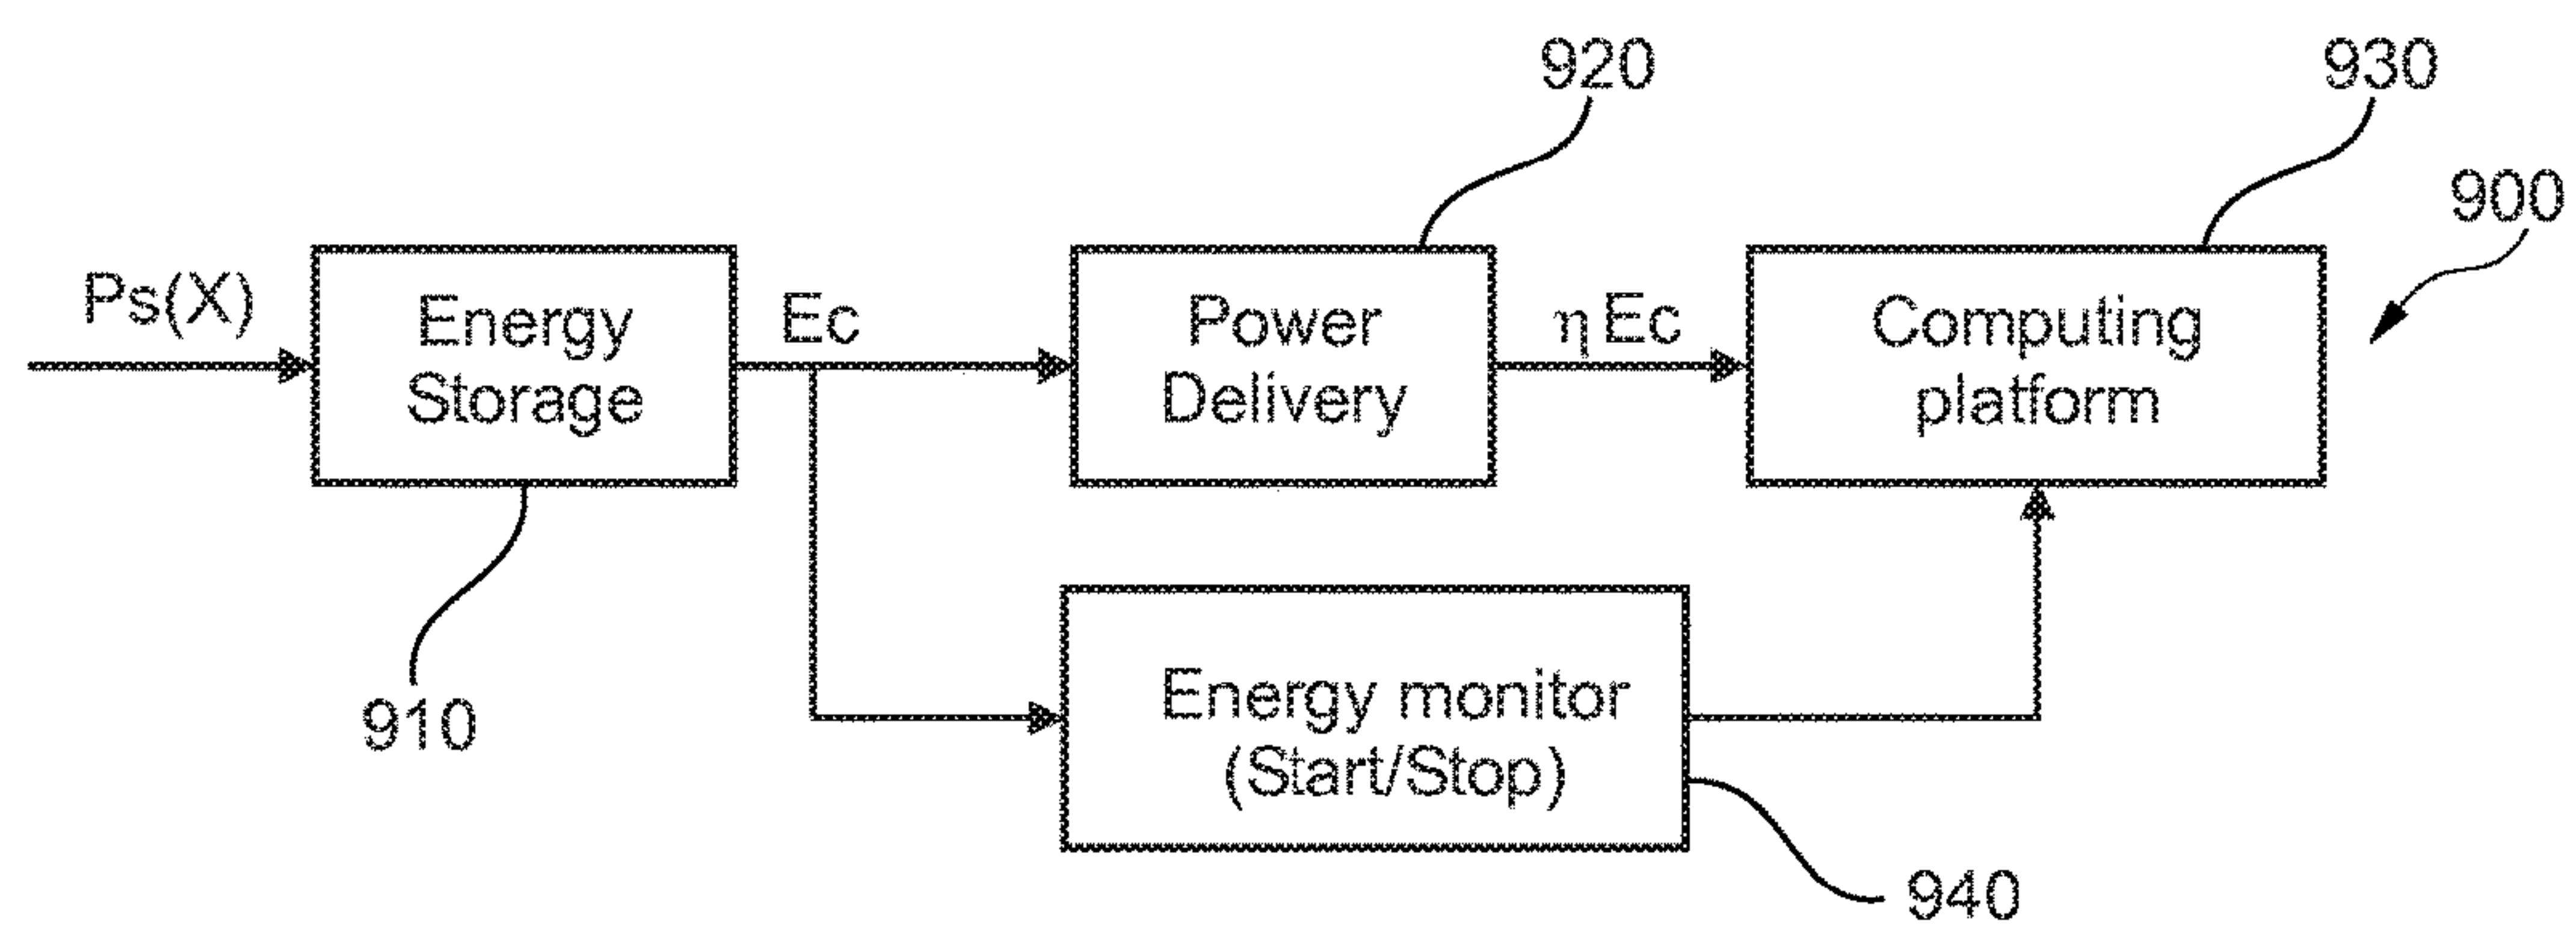 920
930
900
Ps(X)
Energy
Storage
Ec
Power
Delivery
η Ec
Computing
platform
910
Energy monitor
(Start/Stop)
940